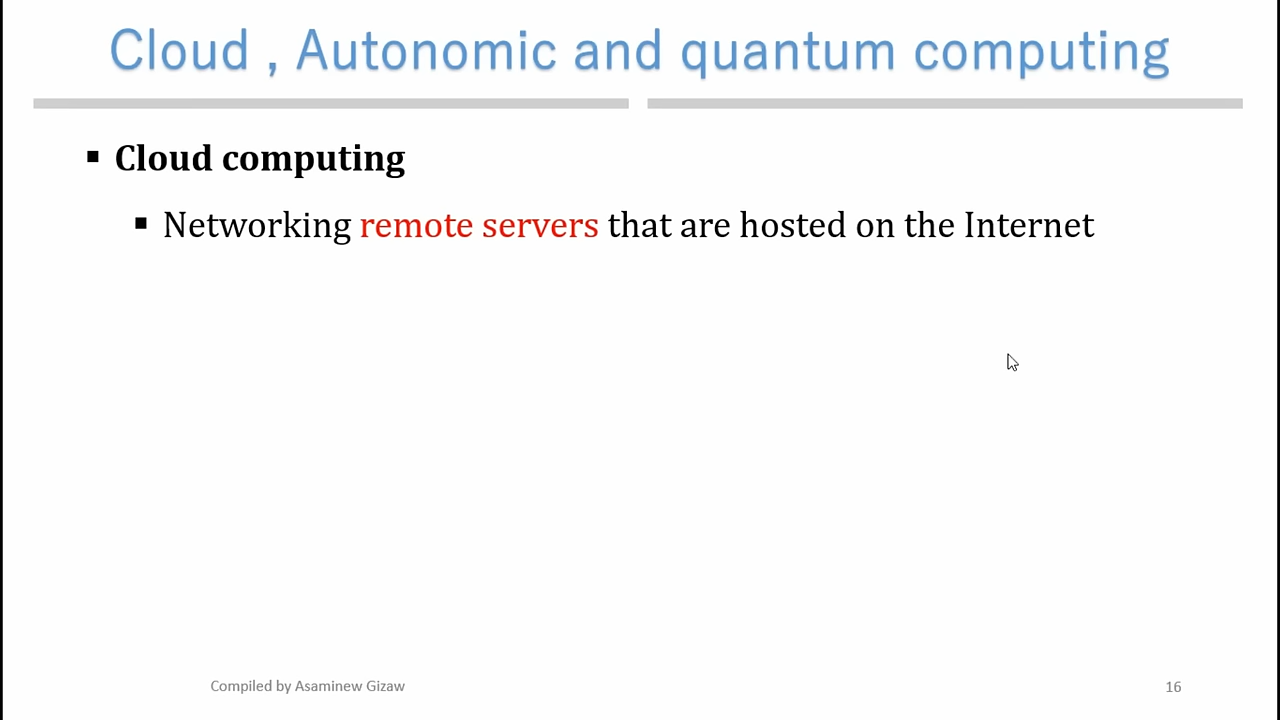 Cloud , Autonomic and quantum computing
▪ Cloud computing
▪ Networking remote servers that are hosted on the Internet
Compiled by Asaminew Gizaw
16